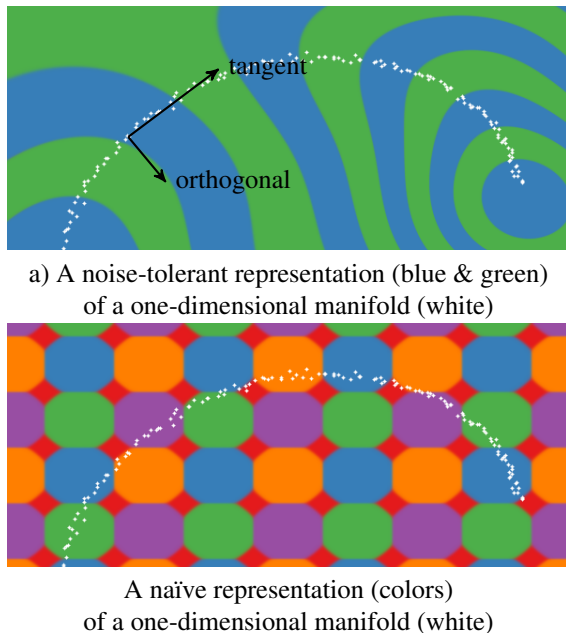 tangent
orthogonal
a) A noise-tolerant representation (blue & green)
of a one-dimensional manifold (white)
A naïve representation (colors)
of a one-dimensional manifold (white)